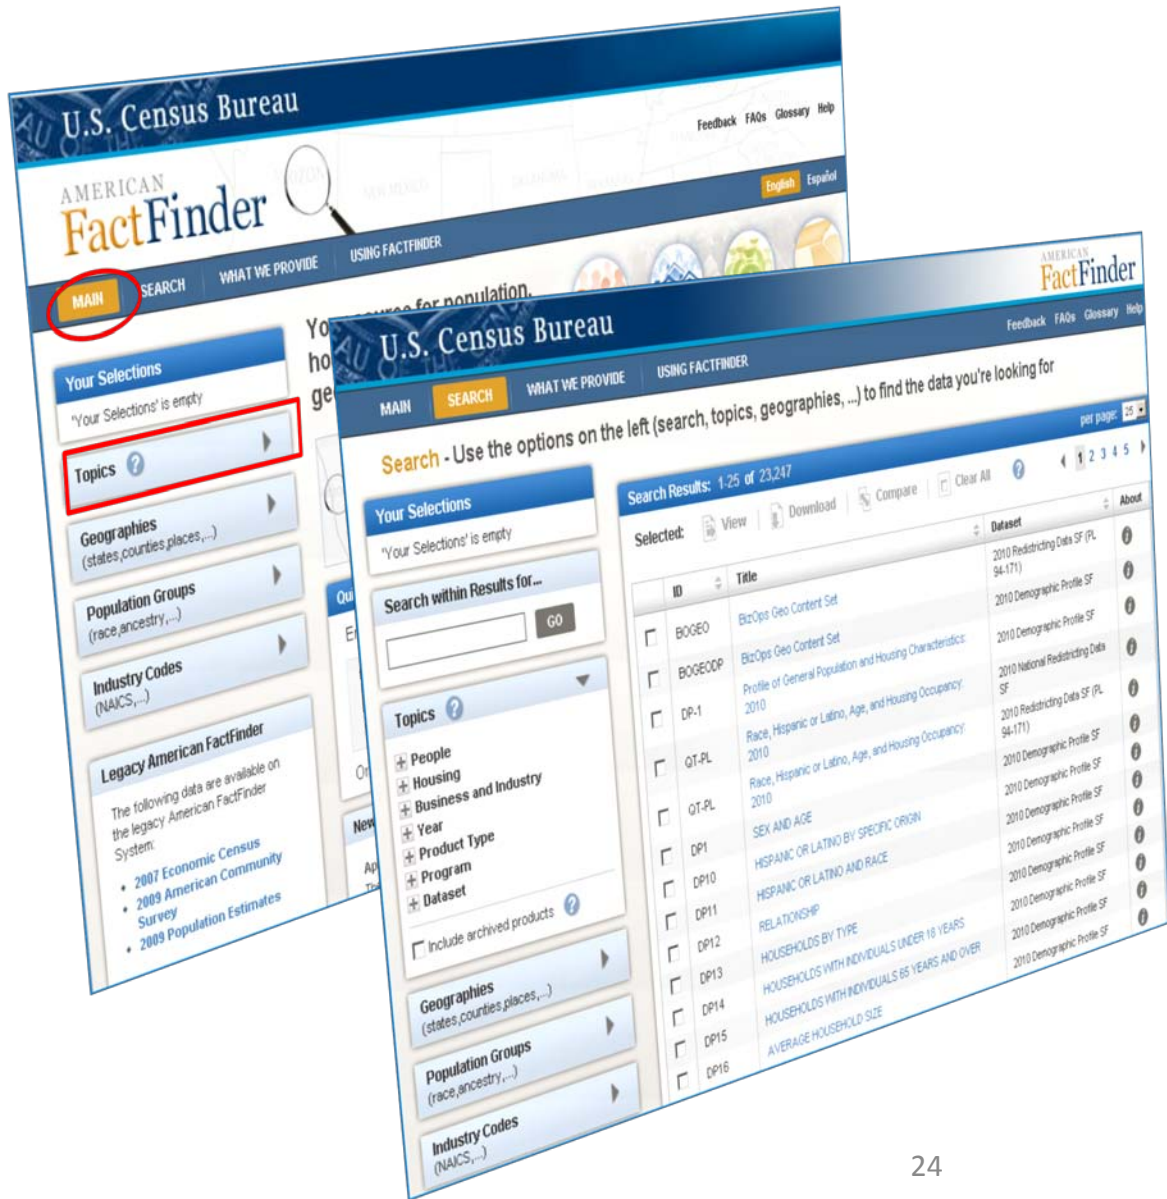 U.S. Census Bureau
Feedback FAQs Glossary Help
AMERICAN
FactFinder
English Español
MAIN SEARCH WHAT WE PROVIDE USING FACTFINDER
Your Selections
'Your Selections' is empty
Topics ?
Geographies
(states,counties,places,...)
Population Groups
(race,ancestry,...)
Industry Codes
(NAICS,...)
Legacy American FactFinder
The following data are available on
the legacy American FactFinder
System:
• 2007 Economic Census
• 2009 American Community
Survey
• 2009 Population Estimates
U.S. Census Bureau
AMERICAN
FactFinder
Feedback FAQs Glossary Help
MAIN SEARCH WHAT WE PROVIDE USING FACTFINDER
Search - Use the options on the left (search, topics, geographies, ...) to find the data you're looking for
Your Selections
'Your Selections' is empty
Search within Results for...
GO
Topics ?
People
Housing
Business and Industry
Year
Product Type
Program
Dataset
Include archived products ?
Geographies
(states,counties,places,...)
Population Groups
(race,ancestry,...)
Industry Codes
(NAICS,...)
Search Results: 1-25 of 23,247
per page: 25
Selected: View Download Compare Clear All ? 1 2 3 4 5
ID Title Dataset About
BOGEO BizOps Geo Content Set 2010 Redistricting Data SF (PL
94-171)
BOGEODP BizOps Geo Content Set 2010 Demographic Profile SF
DP-1 Profile of General Population and Housing Characteristics:
2010 2010 Demographic Profile SF
QT-PL Race, Hispanic or Latino, Age, and Housing Occupancy:
2010 2010 National Redistricting Data
SF
QT-PL Race, Hispanic or Latino, Age, and Housing Occupancy:
2010 2010 Redistricting Data SF (PL
94-171)
DP1 SEX AND AGE 2010 Demographic Profile SF
DP10 HISPANIC OR LATINO BY SPECIFIC ORIGIN 2010 Demographic Profile SF
DP11 HISPANIC OR LATINO AND RACE 2010 Demographic Profile SF
DP12 RELATIONSHIP 2010 Demographic Profile SF
DP13 HOUSEHOLDS BY TYPE 2010 Demographic Profile SF
DP14 HOUSEHOLDS WITH INDIVIDUALS UNDER 18 YEARS 2010 Demographic Profile SF
DP15 HOUSEHOLDS WITH INDIVIDUALS 65 YEARS AND OVER 2010 Demographic Profile SF
DP16 AVERAGE HOUSEHOLD SIZE 2010 Demographic Profile SF
24